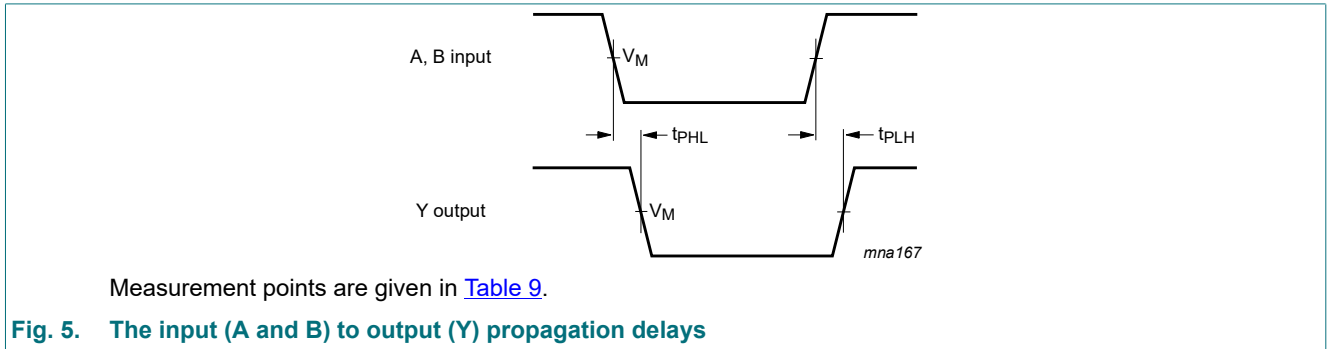 A, B input
VM
tPHL
tPLH
Y output
VM
mna167
Measurement points are given in Table 9.
Fig. 5. The input (A and B) to output (Y) propagation delays